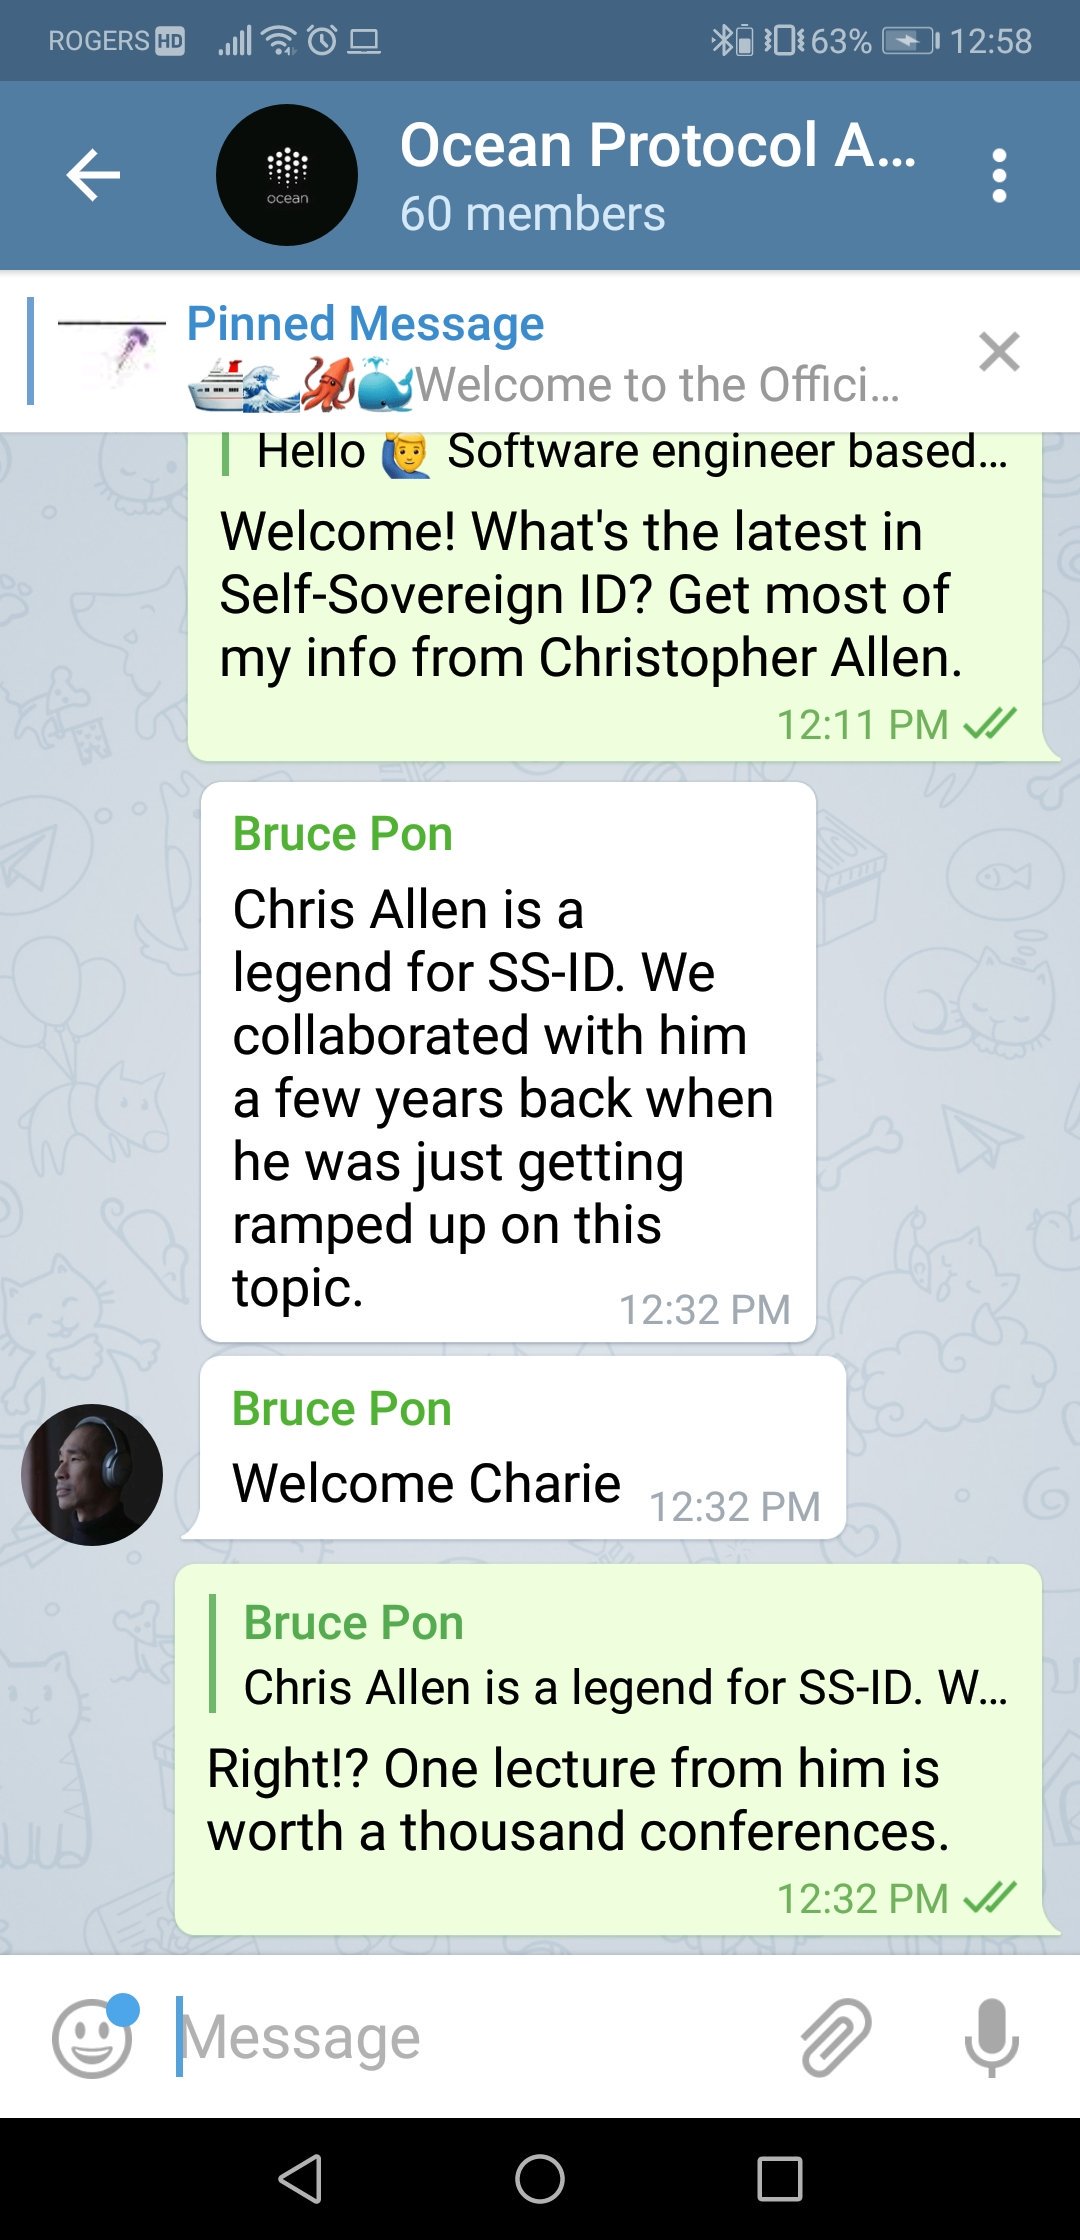 ROGERS HD 63% 12:58
ocean
Ocean Protocol A...
60 members
Pinned Message
🛳🌊🦑🐳Welcome to the Offici...
Hello 🙋‍♂️ Software engineer based...
Welcome! What's the latest in
Self-Sovereign ID? Get most of
my info from Christopher Allen.
12:11 PM
Bruce Pon
Chris Allen is a
legend for SS-ID. We
collaborated with him
a few years back when
he was just getting
ramped up on this
topic.
12:32 PM
Bruce Pon
Welcome Charie
12:32 PM
Bruce Pon
Chris Allen is a legend for SS-ID. W...
Right!? One lecture from him is
worth a thousand conferences.
12:32 PM
Message